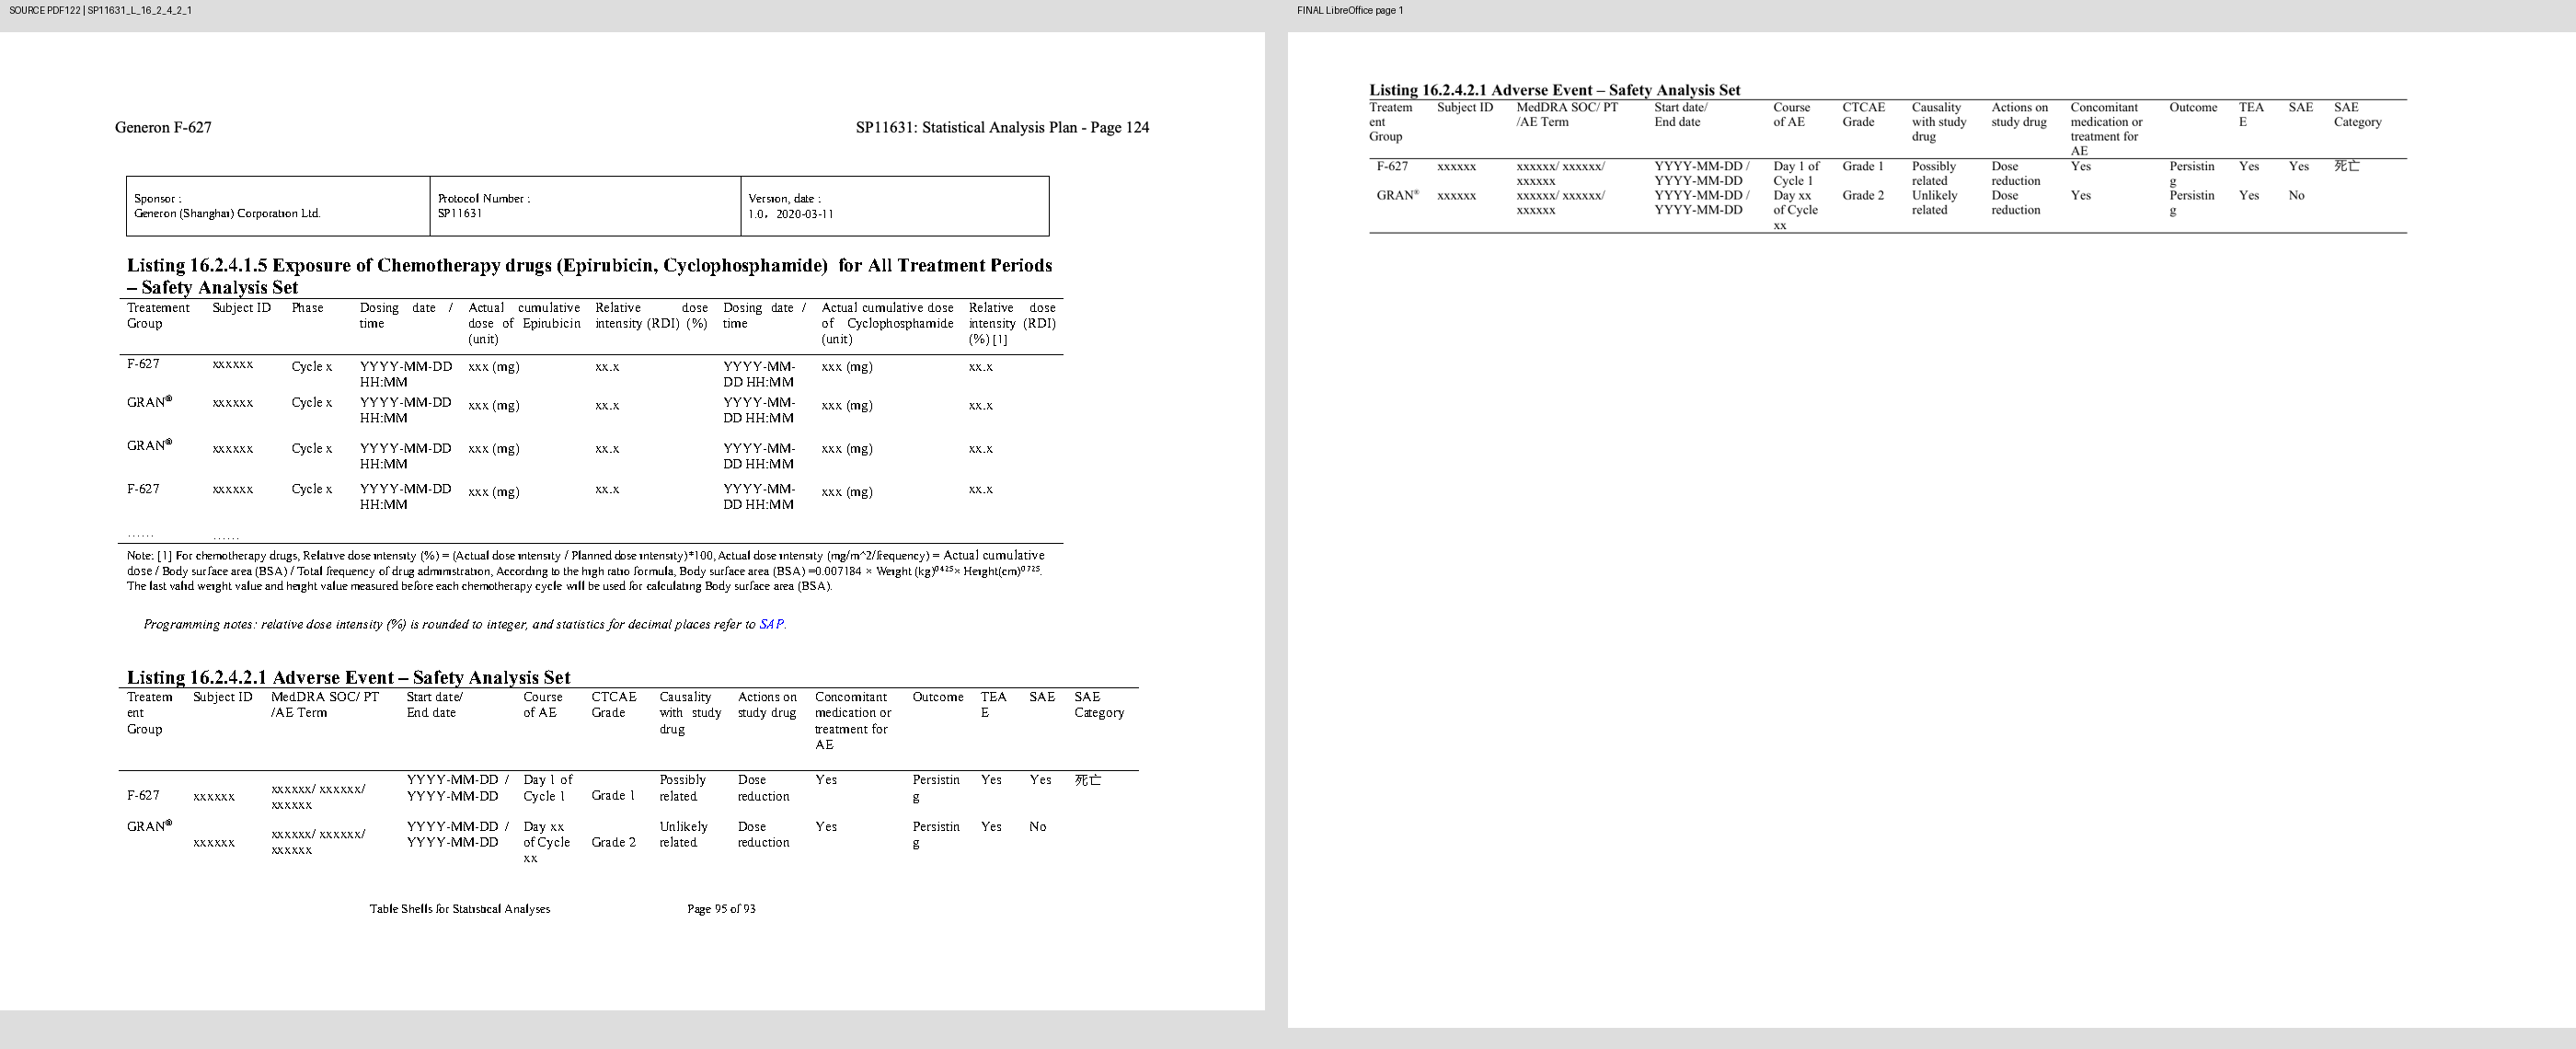 SOURCE PDF122 | SP11631_L_16_2_4_2_1
Generon F-627 SP11631: Statistical Analysis Plan - Page 124
Sponsor : Protocol Number : Version, date :
Generon (Shanghai) Corporation Ltd. SP11631 1.0，2020-03-11
Listing 16.2.4.1.5 Exposure of Chemotherapy drugs (Epirubicin, Cyclophosphamide) for All Treatment Periods
– Safety Analysis Set
Treatement Subject ID Phase Dosing date / Actual cumulative Relative dose Dosing date / Actual cumulative dose Relative dose
Group time dose of Epirubicin intensity (RDI) (%) time of Cyclophosphamide intensity (RDI)
(unit) (unit) (%) [1]
F-627 xxxxxx Cycle x YYYY-MM-DD xxx (mg) xx.x YYYY-MM- xxx (mg) xx.x
HH:MM DD HH:MM
GRAN® xxxxxx Cycle x YYYY-MM-DD xxx (mg) xx.x YYYY-MM- xxx (mg) xx.x
HH:MM DD HH:MM
GRAN® xxxxxx Cycle x YYYY-MM-DD xxx (mg) xx.x YYYY-MM- xxx (mg) xx.x
HH:MM DD HH:MM
F-627 xxxxxx Cycle x YYYY-MM-DD xxx (mg) xx.x YYYY-MM- xxx (mg) xx.x
HH:MM DD HH:MM
…… ……
Note: [1] For chemotherapy drugs, Relative dose intensity (%) = (Actual dose intensity / Planned dose intensity)*100, Actual dose intensity (mg/m^2/frequency) = Actual cumulative
dose / Body surface area (BSA) / Total frequency of drug administration, According to the high ratio formula, Body surface area (BSA) =0.007184 × Weight (kg)⁰·⁴²⁵× Height(cm)⁰·⁷²⁵.
The last valid weight value and height value measured before each chemotherapy cycle will be used for calculating Body surface area (BSA).
Programming notes: relative dose intensity (%) is rounded to integer, and statistics for decimal places refer to SAP.
Listing 16.2.4.2.1 Adverse Event – Safety Analysis Set
Treatem Subject ID MedDRA SOC/ PT Start date/ Course CTCAE Causality Actions on Concomitant Outcome TEA SAE SAE
ent /AE Term End date of AE Grade with study study drug medication or E Category
Group drug treatment for
AE
YYYY-MM-DD / Day 1 of Possibly Dose Yes Persistin Yes Yes 死亡
F-627 xxxxxx xxxxxx/ xxxxxx/ YYYY-MM-DD Cycle 1 Grade 1 related reduction g
xxxxxx
GRAN® YYYY-MM-DD / Day xx Unlikely Dose Yes Persistin Yes No
xxxxxx xxxxxx/ xxxxxx/ YYYY-MM-DD of Cycle Grade 2 related reduction g
xxxxxx xx
Table Shells for Statistical Analyses Page 95 of 93
FINAL LibreOffice page 1
Listing 16.2.4.2.1 Adverse Event – Safety Analysis Set
Treatem Subject ID MedDRA SOC/ PT Start date/ Course CTCAE Causality Actions on Concomitant Outcome TEA SAE SAE
ent /AE Term End date of AE Grade with study study drug medication or E Category
Group drug treatment for
AE
F-627 xxxxxx xxxxxx/ xxxxxx/ YYYY-MM-DD / Day 1 of Grade 1 Possibly Dose Yes Persistin Yes Yes 死亡
xxxxxx YYYY-MM-DD Cycle 1 related reduction g
GRAN® xxxxxx xxxxxx/ xxxxxx/ YYYY-MM-DD / Day xx Grade 2 Unlikely Dose Yes Persistin Yes No
xxxxxx YYYY-MM-DD of Cycle related reduction g
xx